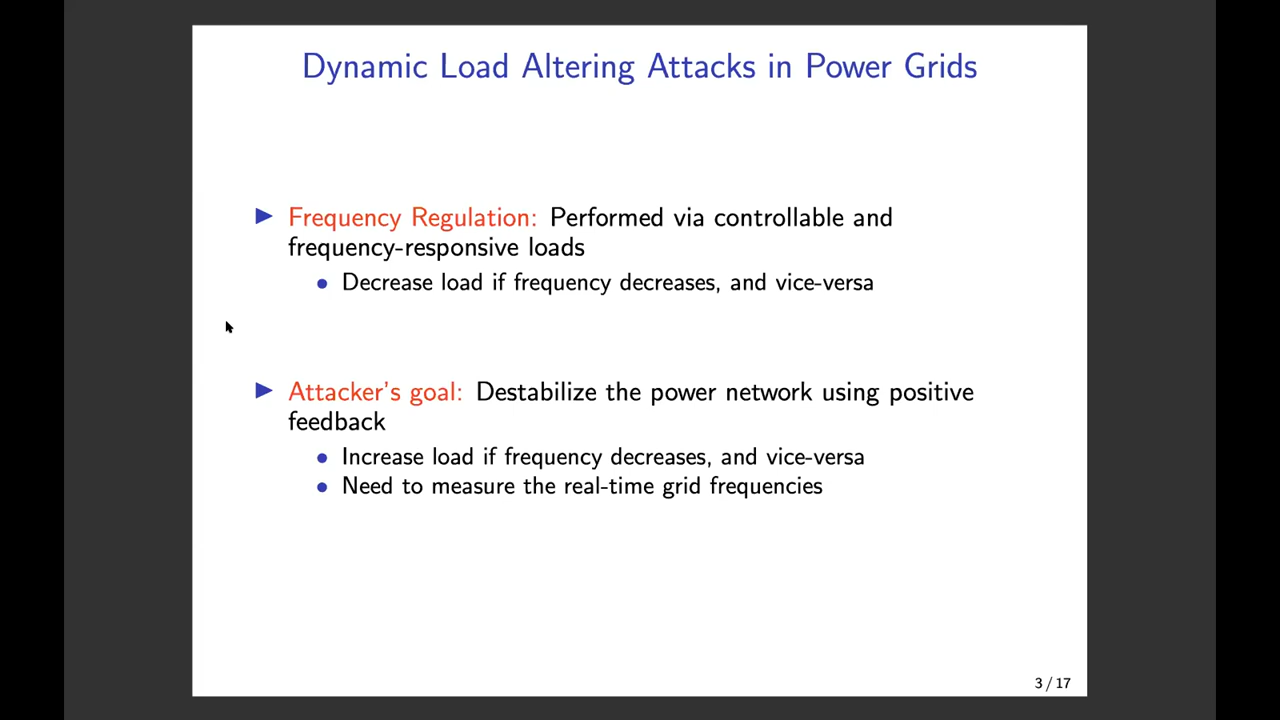 Dynamic Load Altering Attacks in Power Grids
Frequency Regulation: Performed via controllable and
frequency-responsive loads
Decrease load if frequency decreases, and vice-versa
Attacker's goal: Destabilize the power network using positive
feedback
Increase load if frequency decreases, and vice-versa
Need to measure the real-time grid frequencies
3 / 17